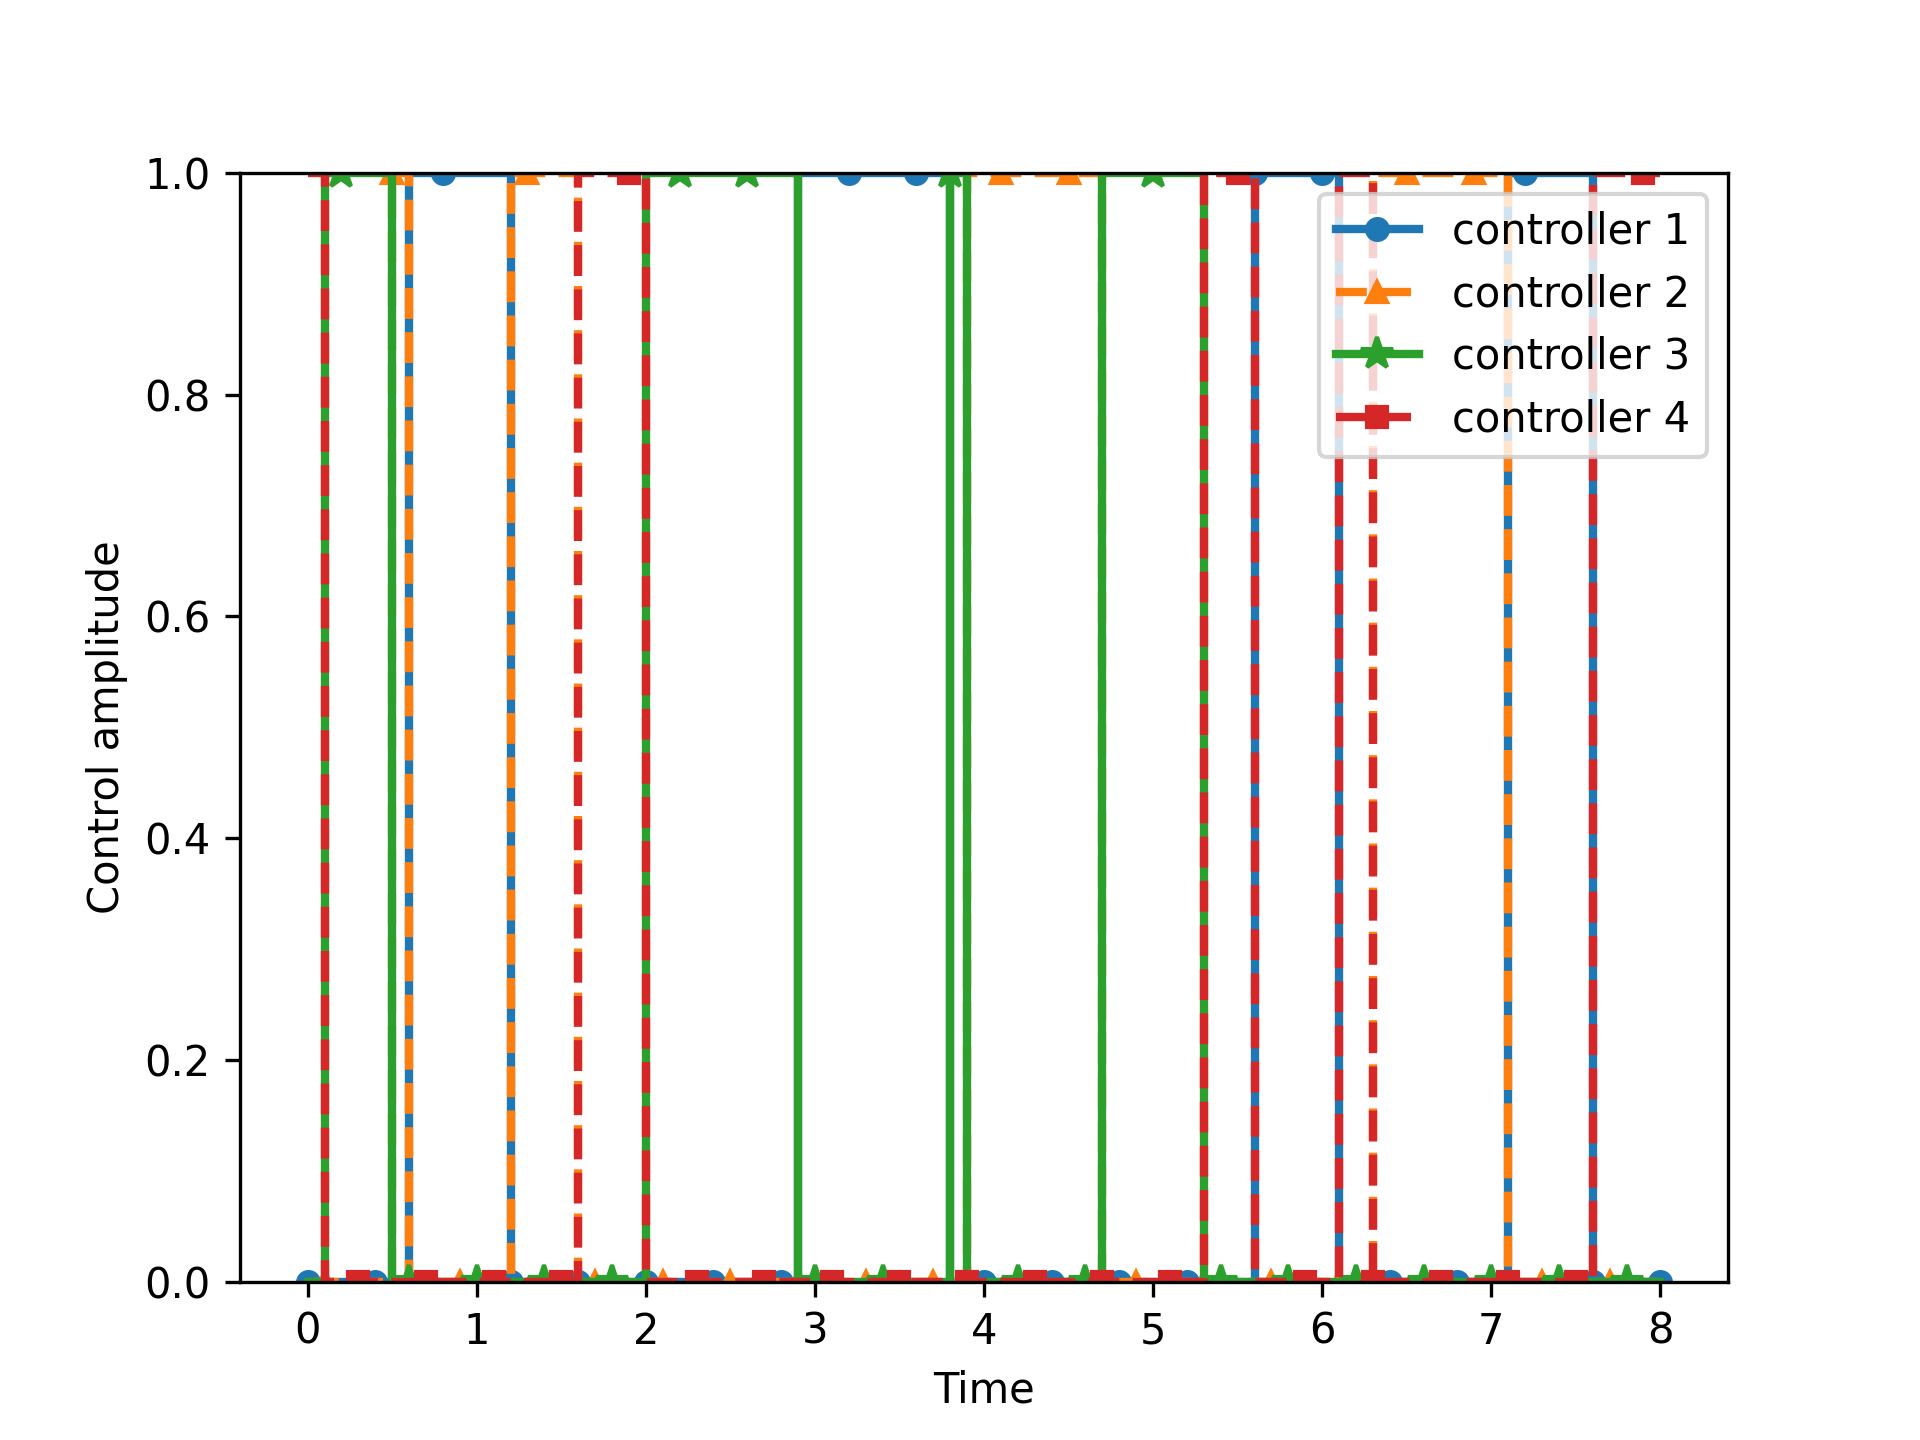 1.0
0.8
0.6
0.4
0.2
0.0
Control amplitude
controller 1
controller 2
controller 3
controller 4
0 1 2 3 4 5 6 7 8
Time